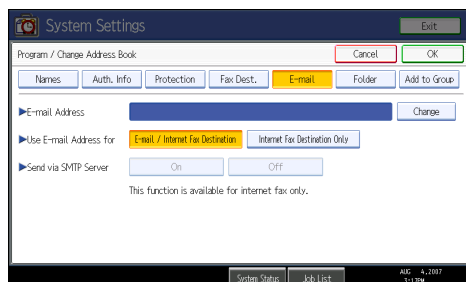 System Settings
Exit
Program / Change Address Book
Cancel
OK
Names
Auth. Info
Protection
Fax Dest.
E-mail
Folder
Add to Group
▶E-mail Address
Change
▶Use E-mail Address for
E-mail / Internet Fax Destination
Internet Fax Destination Only
▶Send via SMTP Server
On
Off
This function is available for internet fax only.
System Status
Job List
AUG 4,2007
3:17PM